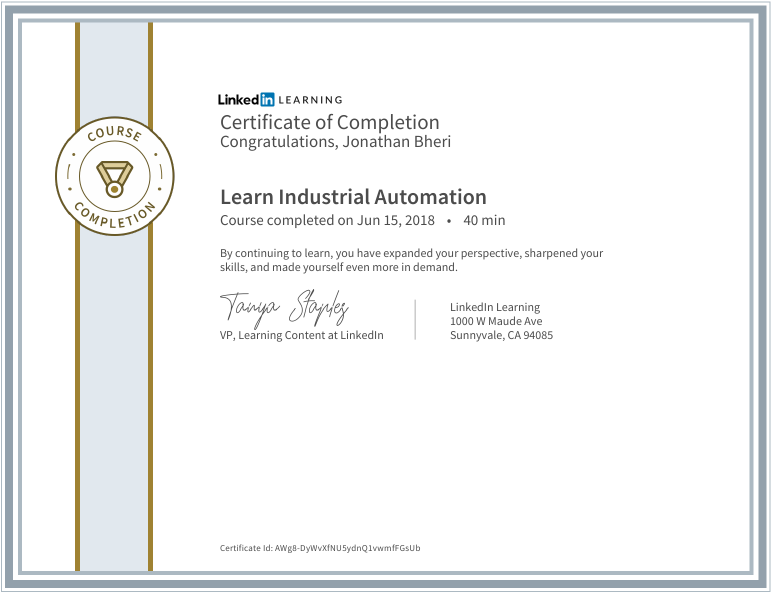 COURSE
COMPLETION
Linked in LEARNING
Certificate of Completion
Congratulations, Jonathan Bheri
Learn Industrial Automation
Course completed on Jun 15, 2018 • 40 min
By continuing to learn, you have expanded your perspective, sharpened your
skills, and made yourself even more in demand.
Tanya Staples
VP, Learning Content at LinkedIn
LinkedIn Learning
1000 W Maude Ave
Sunnyvale, CA 94085
Certificate Id: AWg8-DyWvXfNU5ydnQ1vwmfFGsUb